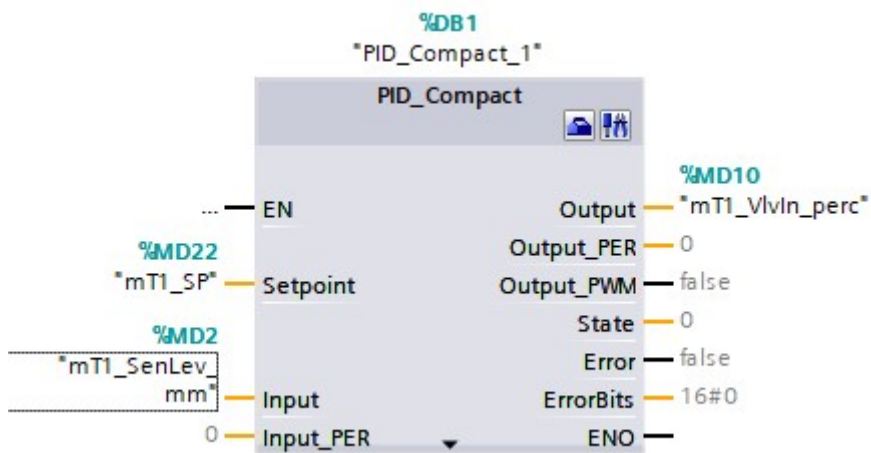 %DB1
"PID_Compact_1"
PID_Compact
... EN
Output
%MD10
"mT1_VlvIn_perc"
Output_PER 0
%MD22
"mT1_SP"
Setpoint
Output_PWM false
State 0
%MD2
"mT1_SenLev_
mm"
Input
Error false
ErrorBits 16#0
0 Input_PER
ENO